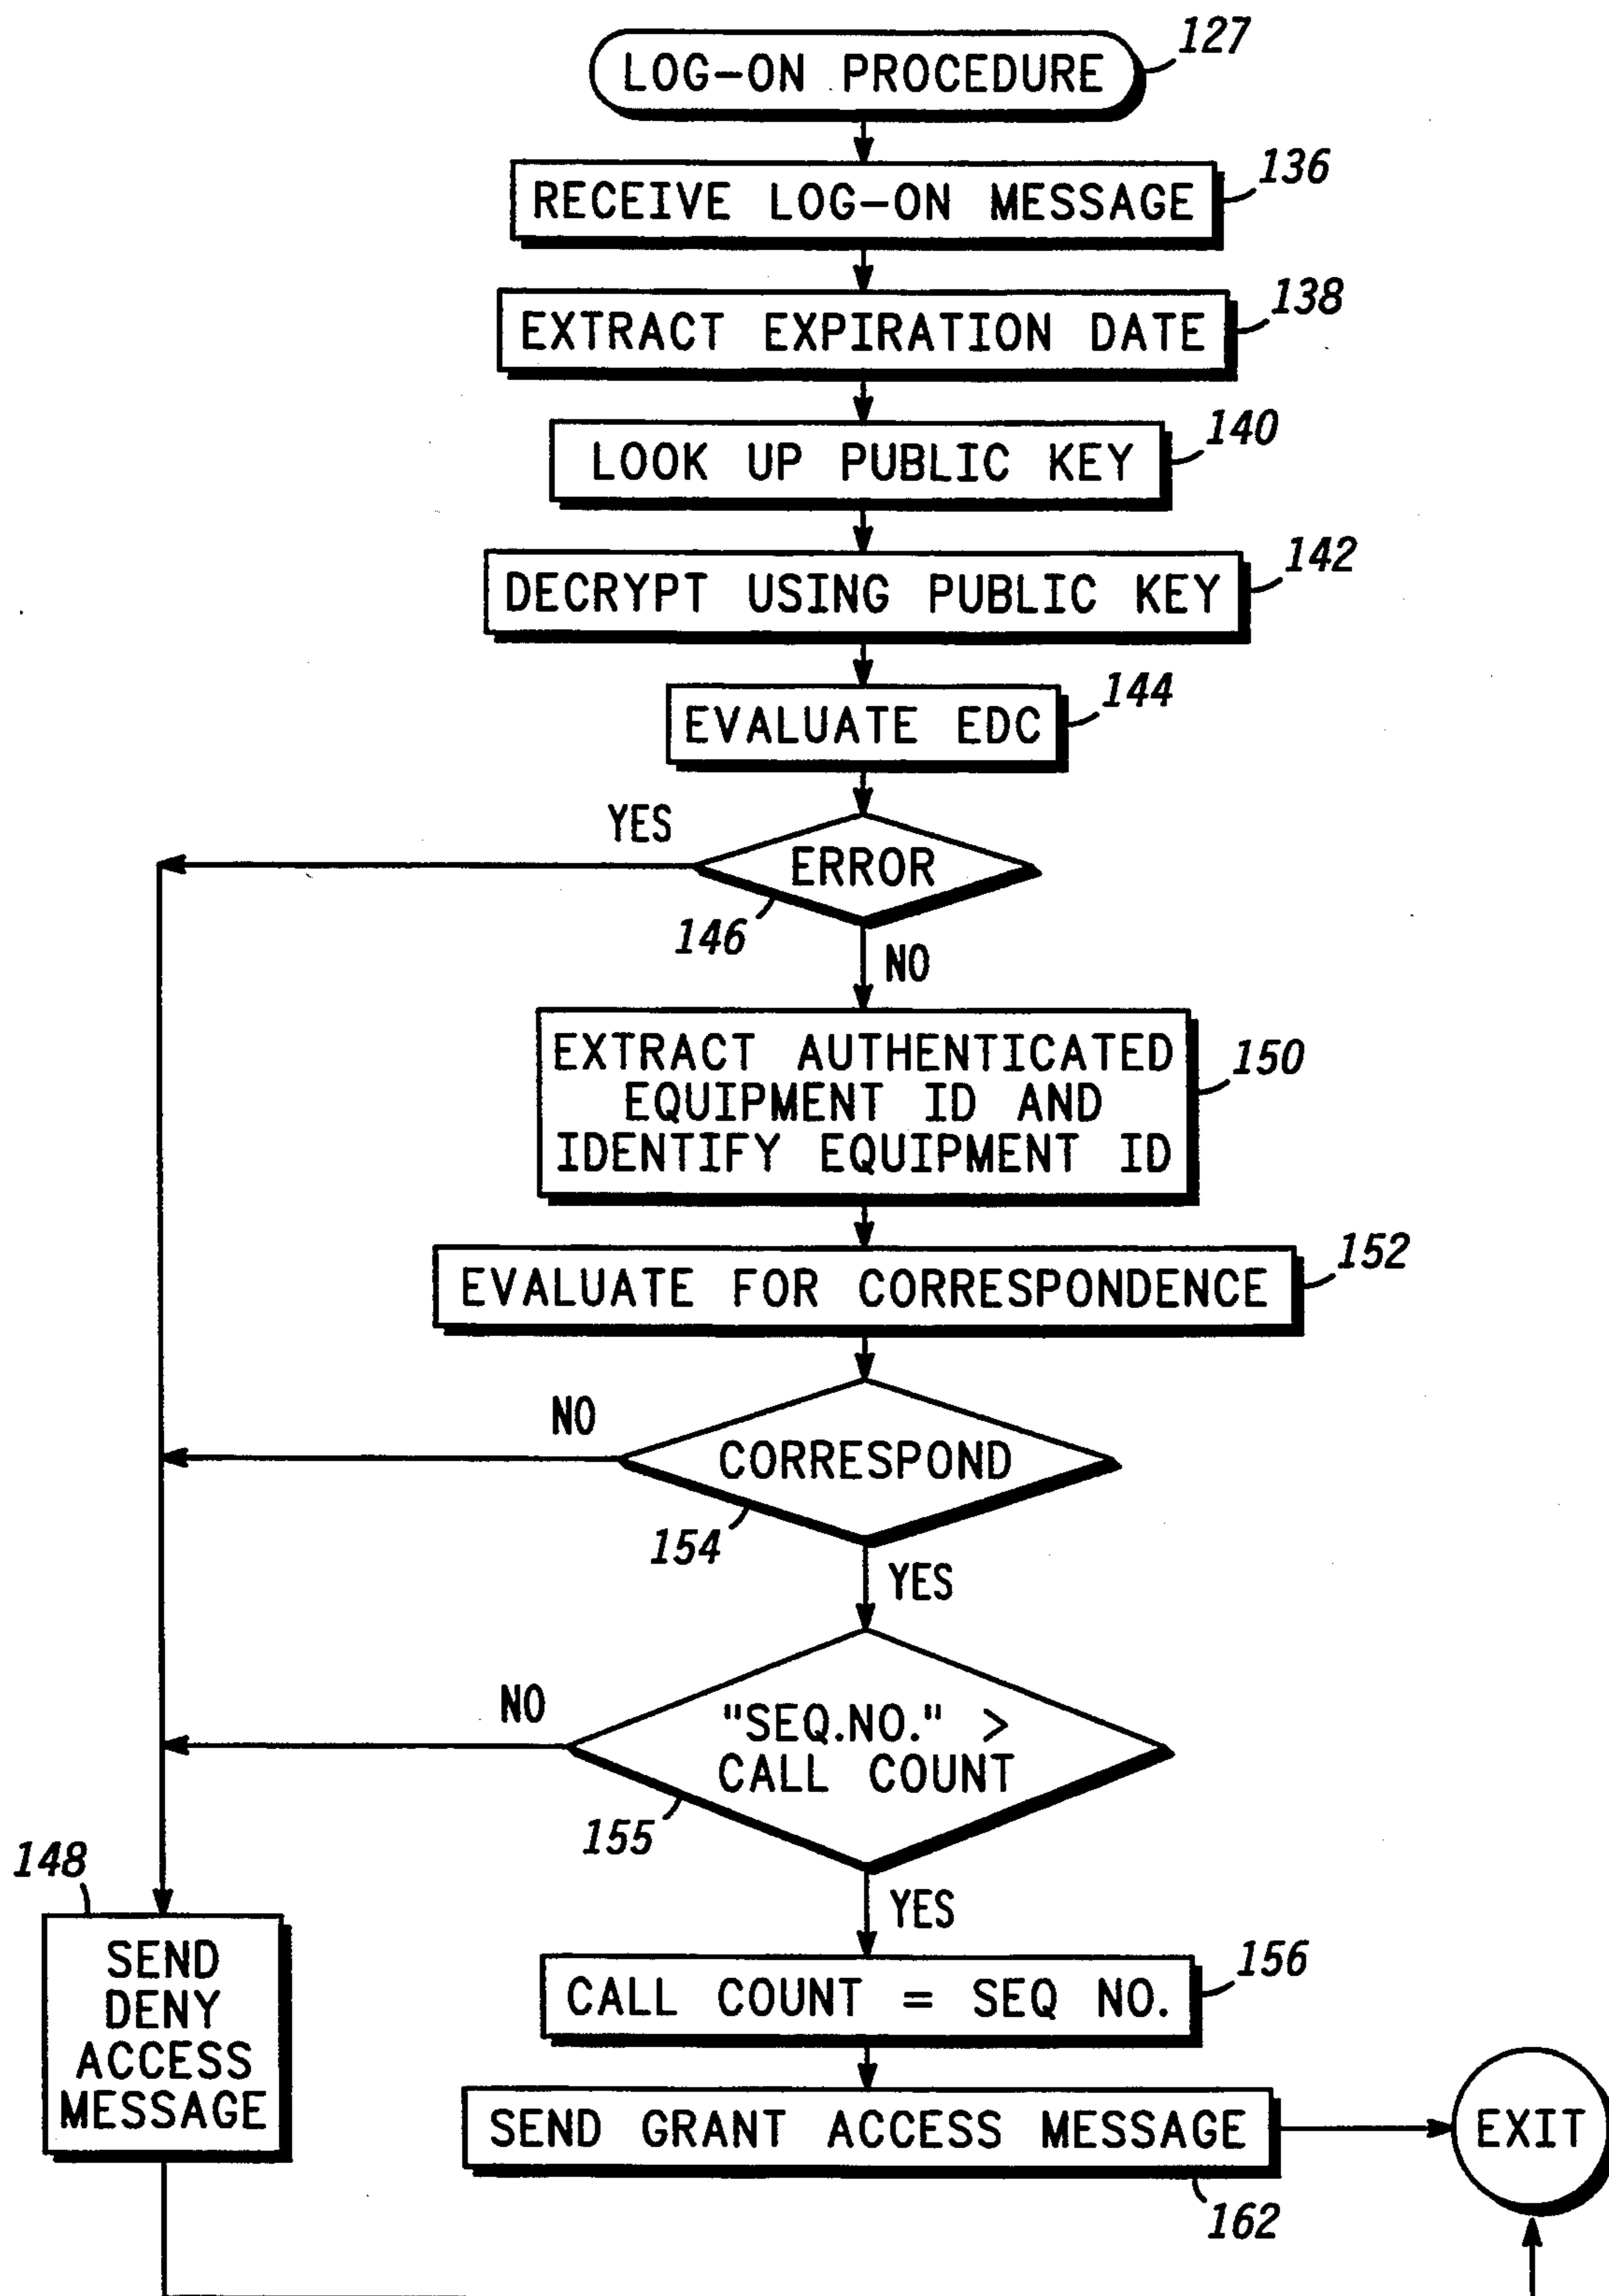 LOG-ON PROCEDURE
127
RECEIVE LOG-ON MESSAGE
136
EXTRACT EXPIRATION DATE
138
LOOK UP PUBLIC KEY
140
DECRYPT USING PUBLIC KEY
142
EVALUATE EDC
144
YES
ERROR
146
NO
EXTRACT AUTHENTICATED
EQUIPMENT ID AND
IDENTIFY EQUIPMENT ID
150
EVALUATE FOR CORRESPONDENCE
152
NO
CORRESPOND
154
YES
NO
"SEQ.NO." >
CALL COUNT
155
YES
148
SEND
DENY
ACCESS
MESSAGE
CALL COUNT = SEQ NO.
156
SEND GRANT ACCESS MESSAGE
162
EXIT